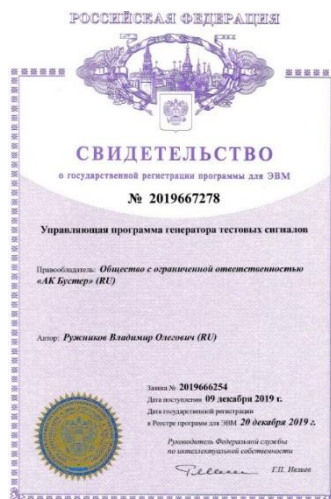 РОССИЙСКАЯ ФЕДЕРАЦИЯ
СВИДЕТЕЛЬСТВО
о государственной регистрации программы для ЭВМ
№ 2019667278
Управляющая программа генератора тестовых сигналов
Правообладатель: Общество с ограниченной ответственностью
«АК Бустер» (RU)
Автор: Ружников Владимир Олегович (RU)
Заявка № 2019666254
Дата поступления 09 декабря 2019 г.
Дата государственной регистрации
в Реестре программ для ЭВМ 20 декабря 2019 г.
Руководитель Федеральной службы
по интеллектуальной собственности
Г.П. Ивлиев